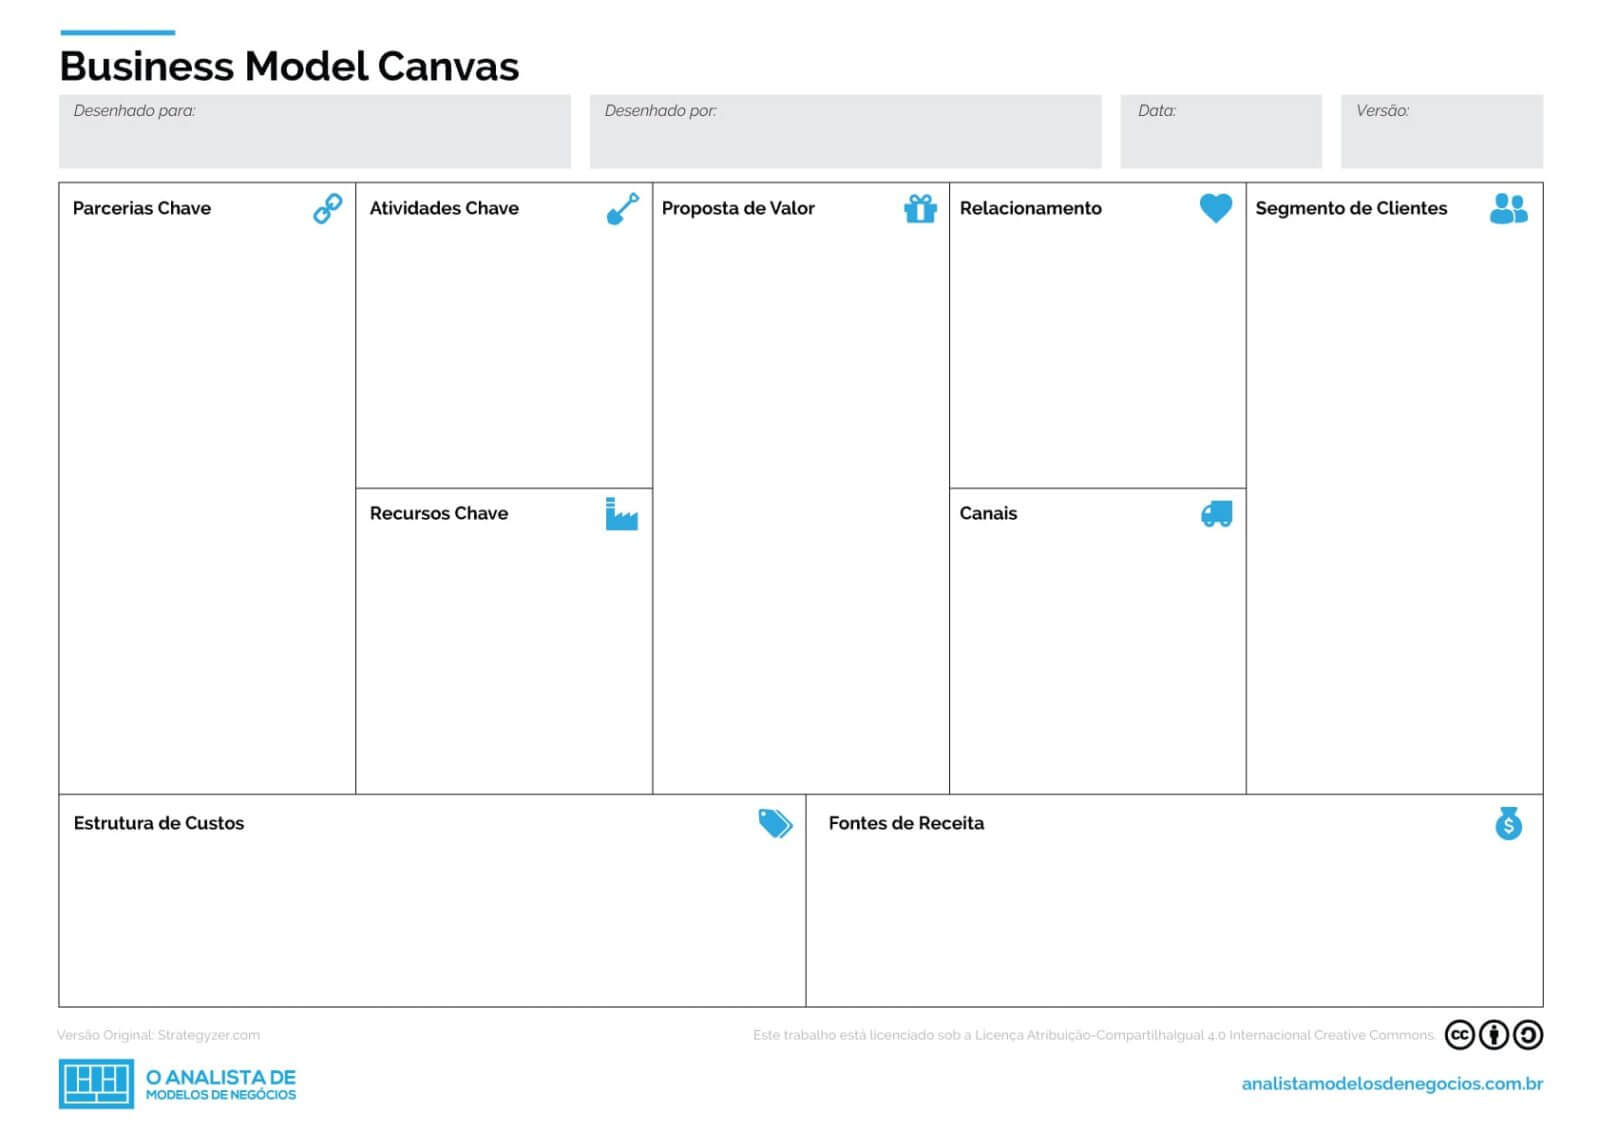 Business Model Canvas
Desenhado para:
Desenhado por:
Data:
Versão:
Parcerias Chave
Atividades Chave
Proposta de Valor
Relacionamento
Segmento de Clientes
Recursos Chave
Canais
Estrutura de Custos
Fontes de Receita
$
Versão Original: Strategyzer.com
Este trabalho está licenciado sob a Licença Atribuição-CompartilhaIgual 4.0 Internacional Creative Commons.
cc
O ANALISTA DE
MODELOS DE NEGÓCIOS
analistamodelosdenegocios.com.br